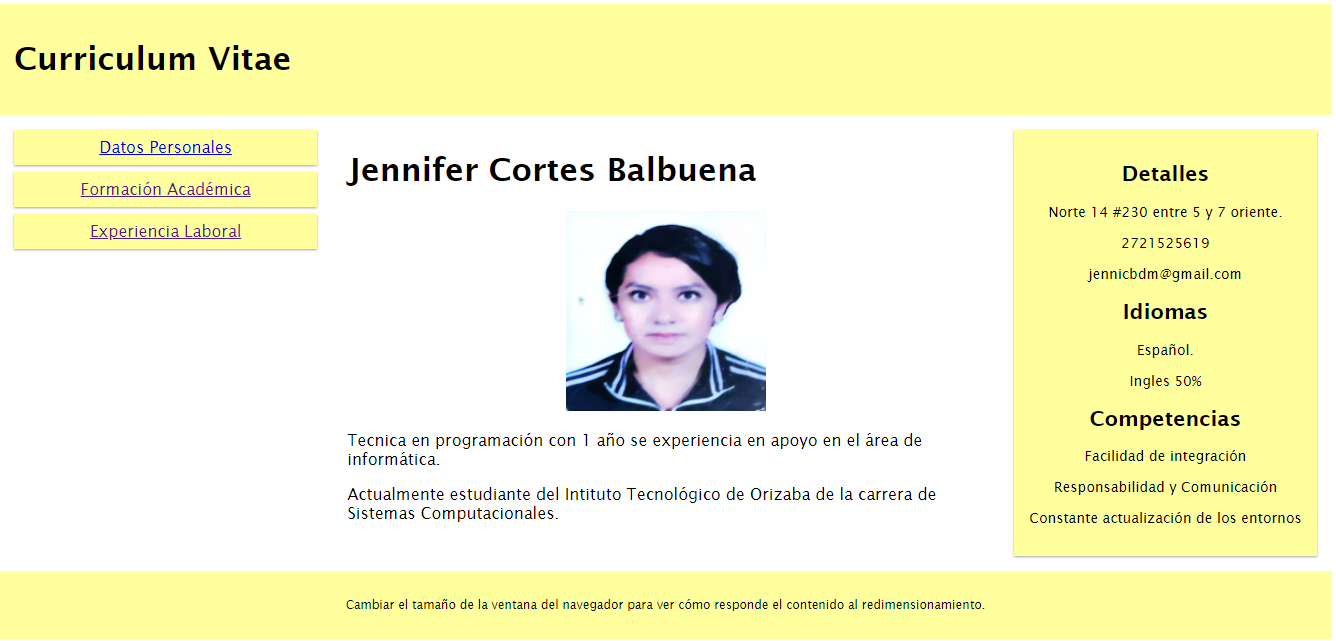 Curriculum Vitae
Datos Personales
Formación Académica
Experiencia Laboral
Jennifer Cortes Balbuena
Tecnica en programación con 1 año se experiencia en apoyo en el área de
informática.
Actualmente estudiante del Intituto Tecnológico de Orizaba de la carrera de
Sistemas Computacionales.
Detalles
Norte 14 #230 entre 5 y 7 oriente.
2721525619
jennicbdm@gmail.com
Idiomas
Español.
Ingles 50%
Competencias
Facilidad de integración
Responsabilidad y Comunicación
Constante actualización de los entornos
Cambiar el tamaño de la ventana del navegador para ver cómo responde el contenido al redimensionamiento.